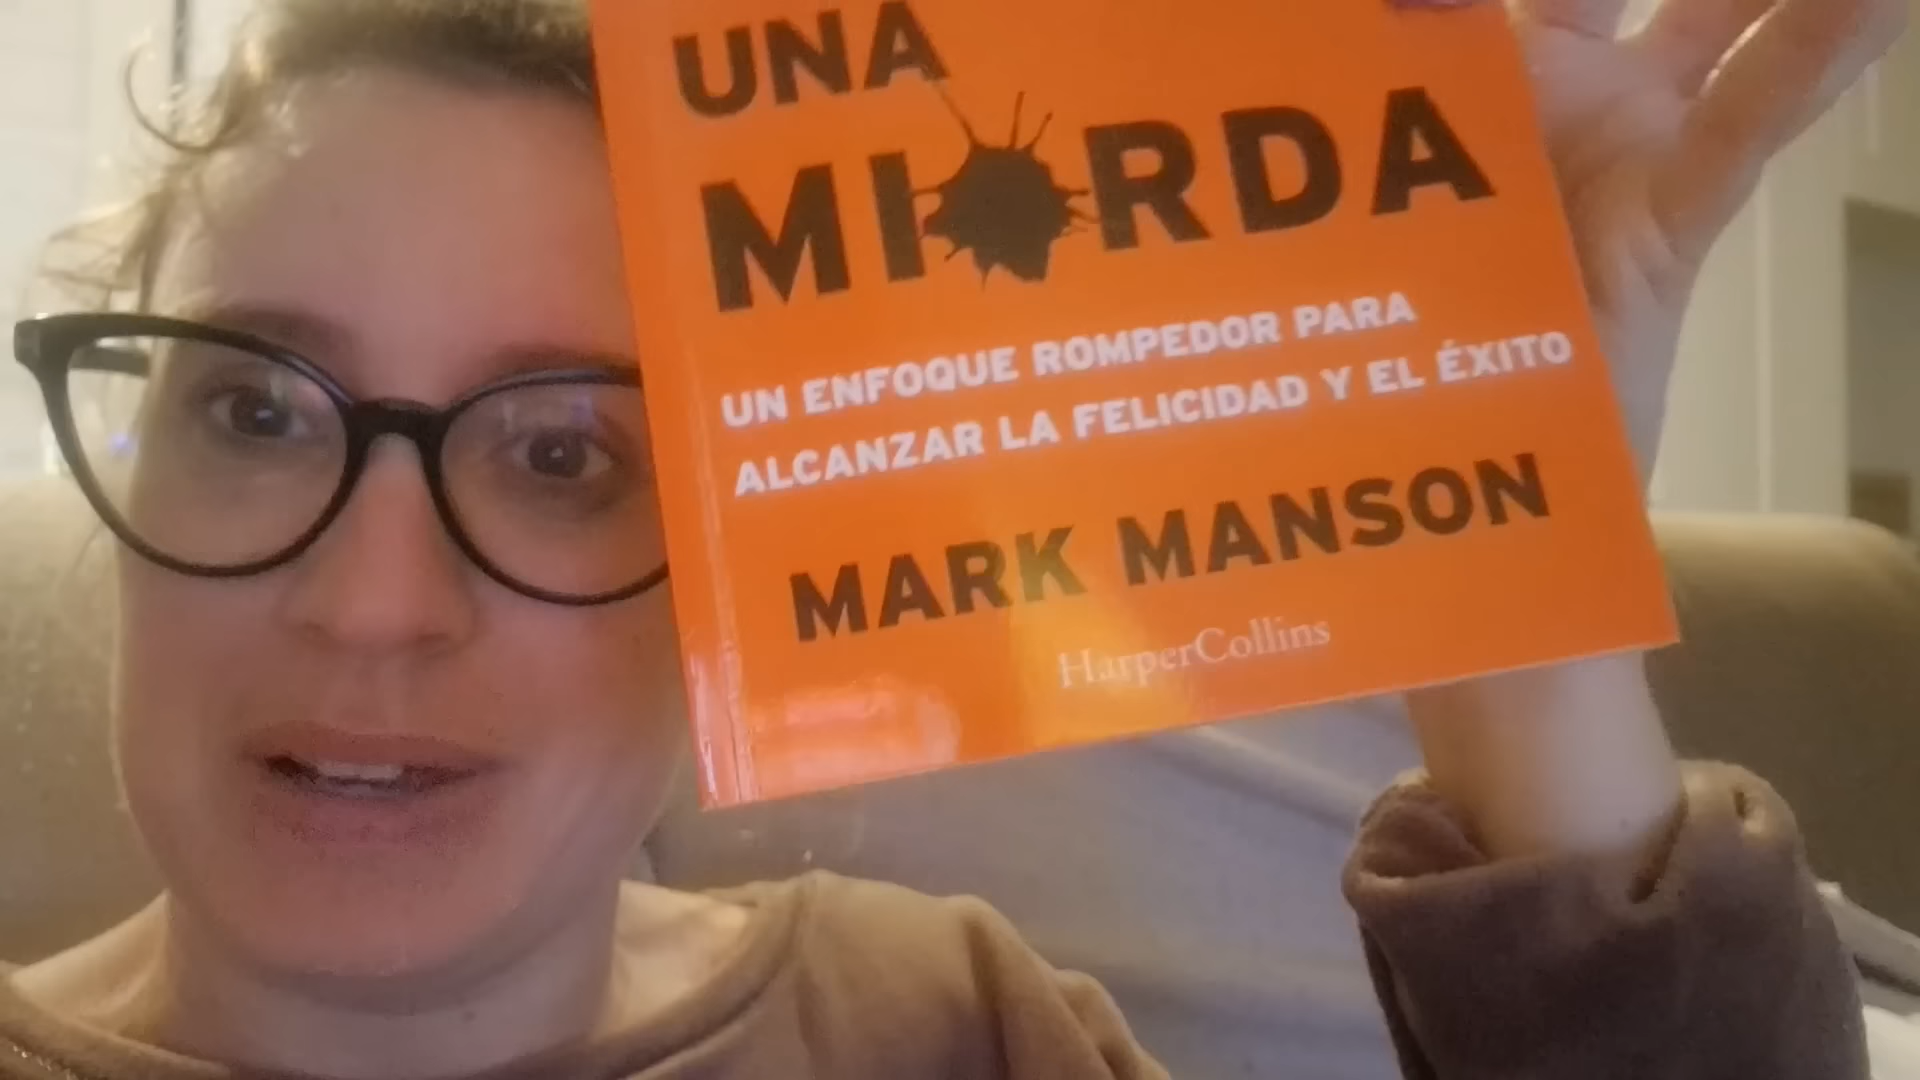 UNA
MI RDA
UN ENFOQUE ROMPEDOR PARA
ALCANZAR LA FELICIDAD Y EL ÉXITO
MARK MANSON
HarperCollins